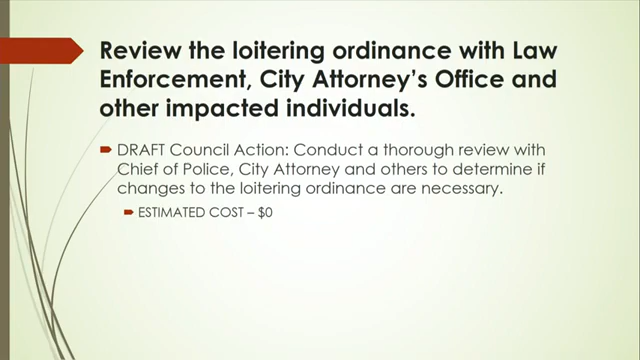 Review the loitering ordinance with Law
Enforcement, City Attorney’s Office and
other impacted individuals.
DRAFT Council Action: Conduct a thorough review with
Chief of Police, City Attorney and others to determine if
changes to the loitering ordinance are necessary.
ESTIMATED COST – $0